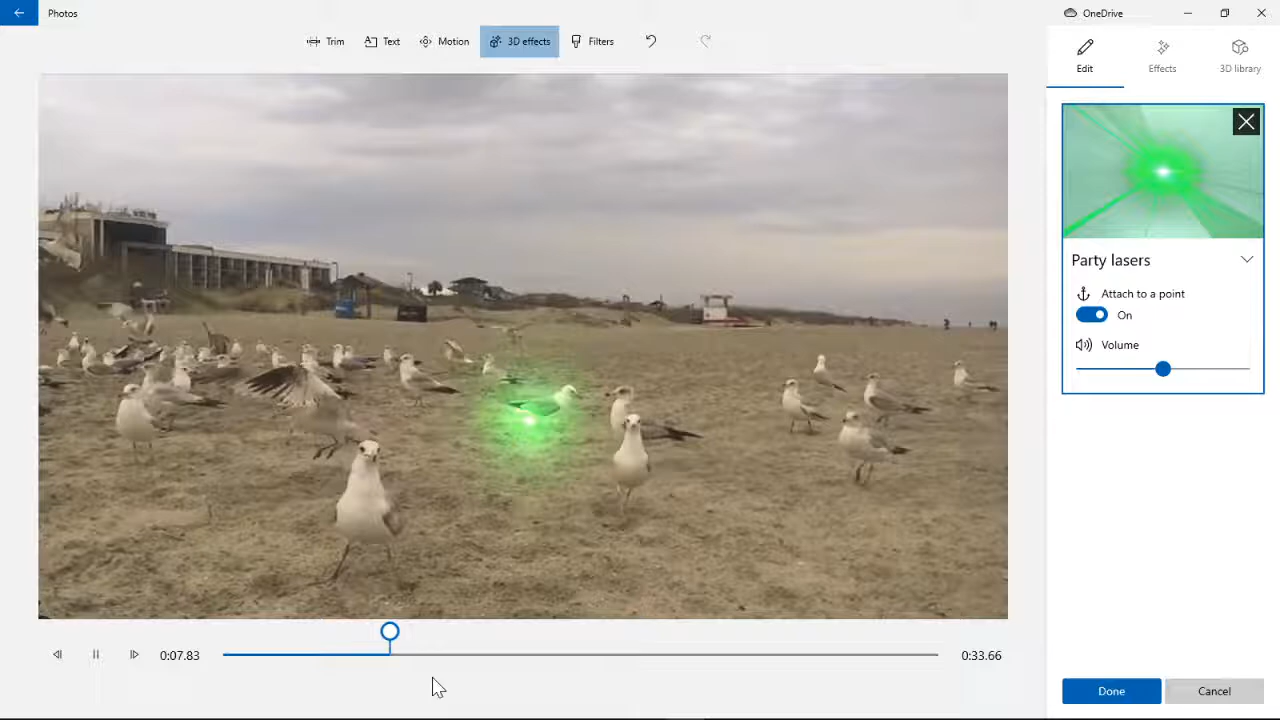 Photos
OneDrive
Trim
Text
Motion
3D effects
Filters
Edit
Effects
3D library
Party lasers
Attach to a point
On
Volume
0:07.83
0:33.66
Done
Cancel